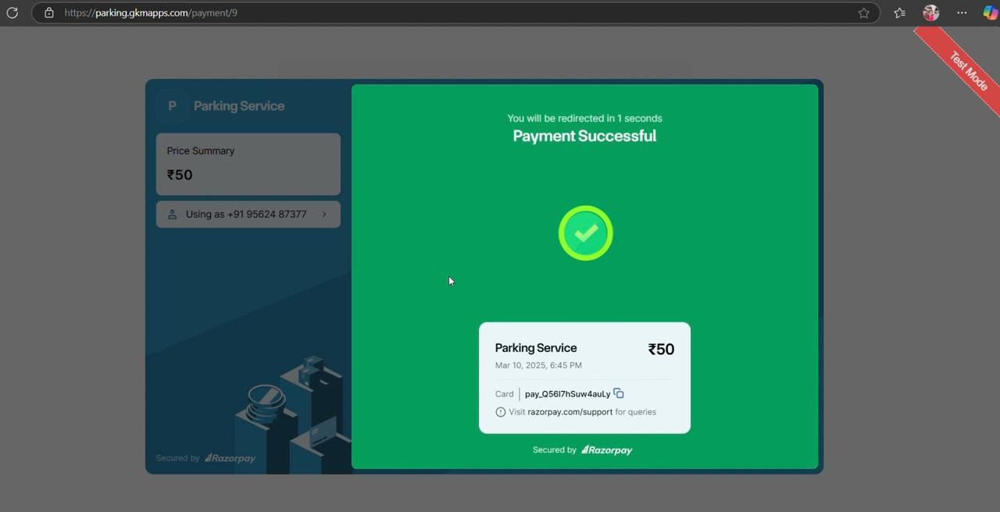 https://parking.gkmapps.com/payment/9
Test Mode
P Parking Service
Price Summary
₹50
Using as +91 95624 87377
Secured by Razorpay
You will be redirected in 1 seconds
Payment Successful
Parking Service ₹50
Mar 10, 2025, 6:45 PM
Card pay_Q56I7hSuw4auLy
Visit razorpay.com/support for queries
Secured by Razorpay